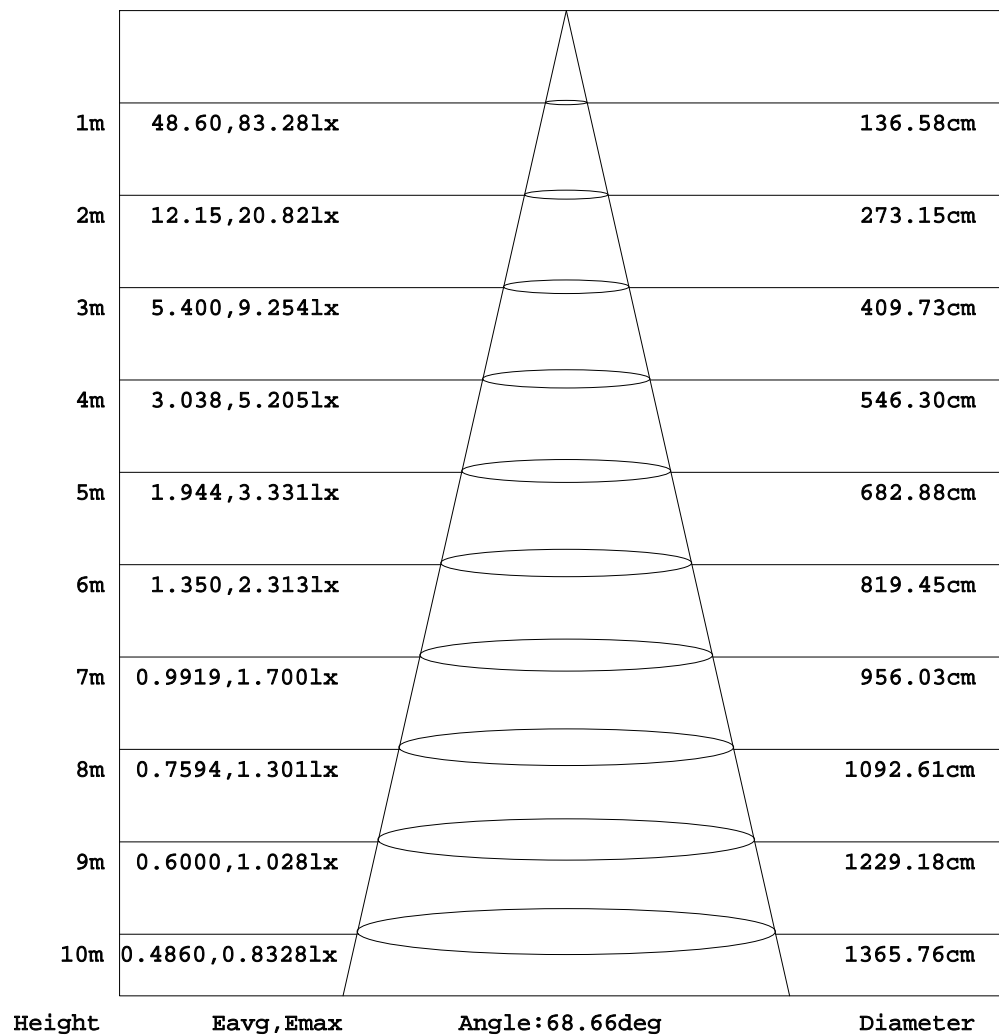 1m 48.60,83.28lx 136.58cm
2m 12.15,20.82lx 273.15cm
3m 5.400,9.254lx 409.73cm
4m 3.038,5.205lx 546.30cm
5m 1.944,3.331lx 682.88cm
6m 1.350,2.313lx 819.45cm
7m 0.9919,1.700lx 956.03cm
8m 0.7594,1.301lx 1092.61cm
9m 0.6000,1.028lx 1229.18cm
10m 0.4860,0.8328lx 1365.76cm
Height Eavg,Emax Angle:68.66deg Diameter